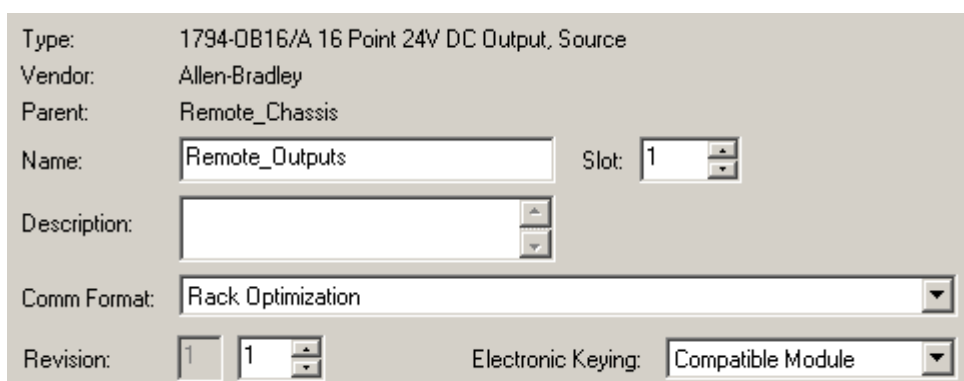 Type: 1794-OB16/A 16 Point 24V DC Output, Source
Vendor: Allen-Bradley
Parent: Remote_Chassis
Name: Remote_Outputs Slot: 1
Description:
Comm Format: Rack Optimization
Revision: 1 1 Electronic Keying: Compatible Module